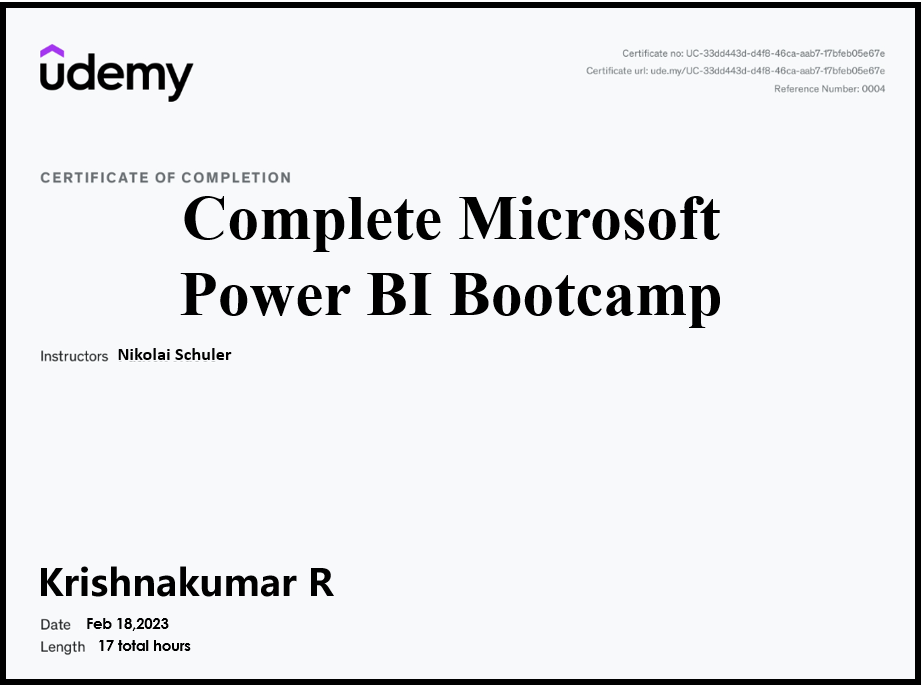 udemy
Certificate no: UC-33dd443d-d4f8-46ca-aab7-17bfeb05e67e
Certificate url: ude.my/UC-33dd443d-d4f8-46ca-aab7-17bfeb05e67e
Reference Number: 0004
CERTIFICATE OF COMPLETION
Complete Microsoft
Power BI Bootcamp
Instructors Nikolai Schuler
Krishnakumar R
Date Feb 18,2023
Length 17 total hours